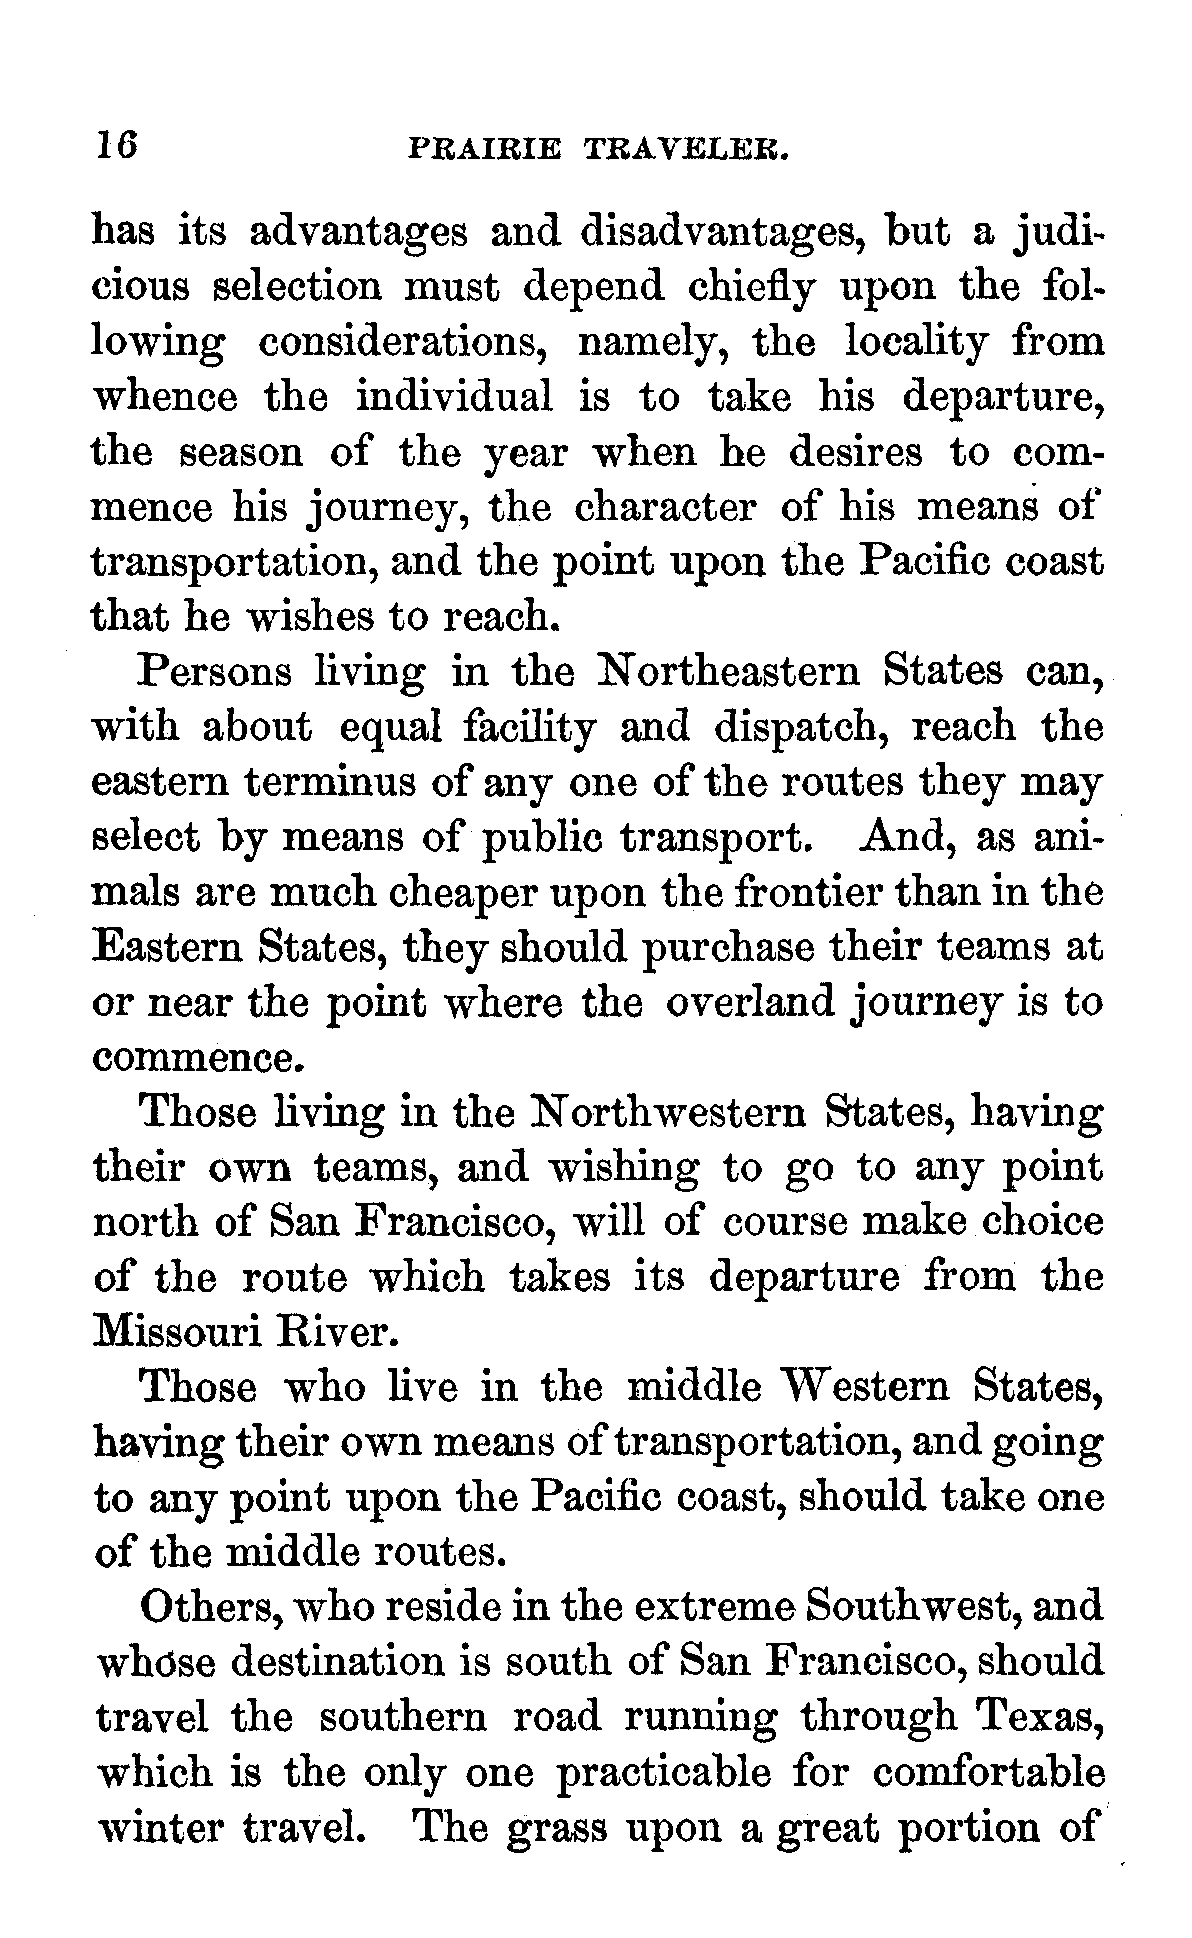 16 PRAIRIE TRAVELER.
has its advantages and disadvantages, but a judi-
cious selection must depend chiefly upon the fol-
lowing considerations, namely, the locality from
whence the individual is to take his departure,
the season of the year when he desires to com-
mence his journey, the character of his means of
transportation, and the point upon the Pacific coast
that he wishes to reach.
Persons living in the Northeastern States can,
with about equal facility and dispatch, reach the
eastern terminus of any one of the routes they may
select by means of public transport. And, as ani-
mals are much cheaper upon the frontier than in the
Eastern States, they should purchase their teams at
or near the point where the overland journey is to
commence.
Those living in the Northwestern States, having
their own teams, and wishing to go to any point
north of San Francisco, will of course make choice
of the route which takes its departure from the
Missouri River.
Those who live in the middle Western States,
having their own means of transportation, and going
to any point upon the Pacific coast, should take one
of the middle routes.
Others, who reside in the extreme Southwest, and
whose destination is south of San Francisco, should
travel the southern road running through Texas,
which is the only one practicable for comfortable
winter travel. The grass upon a great portion of